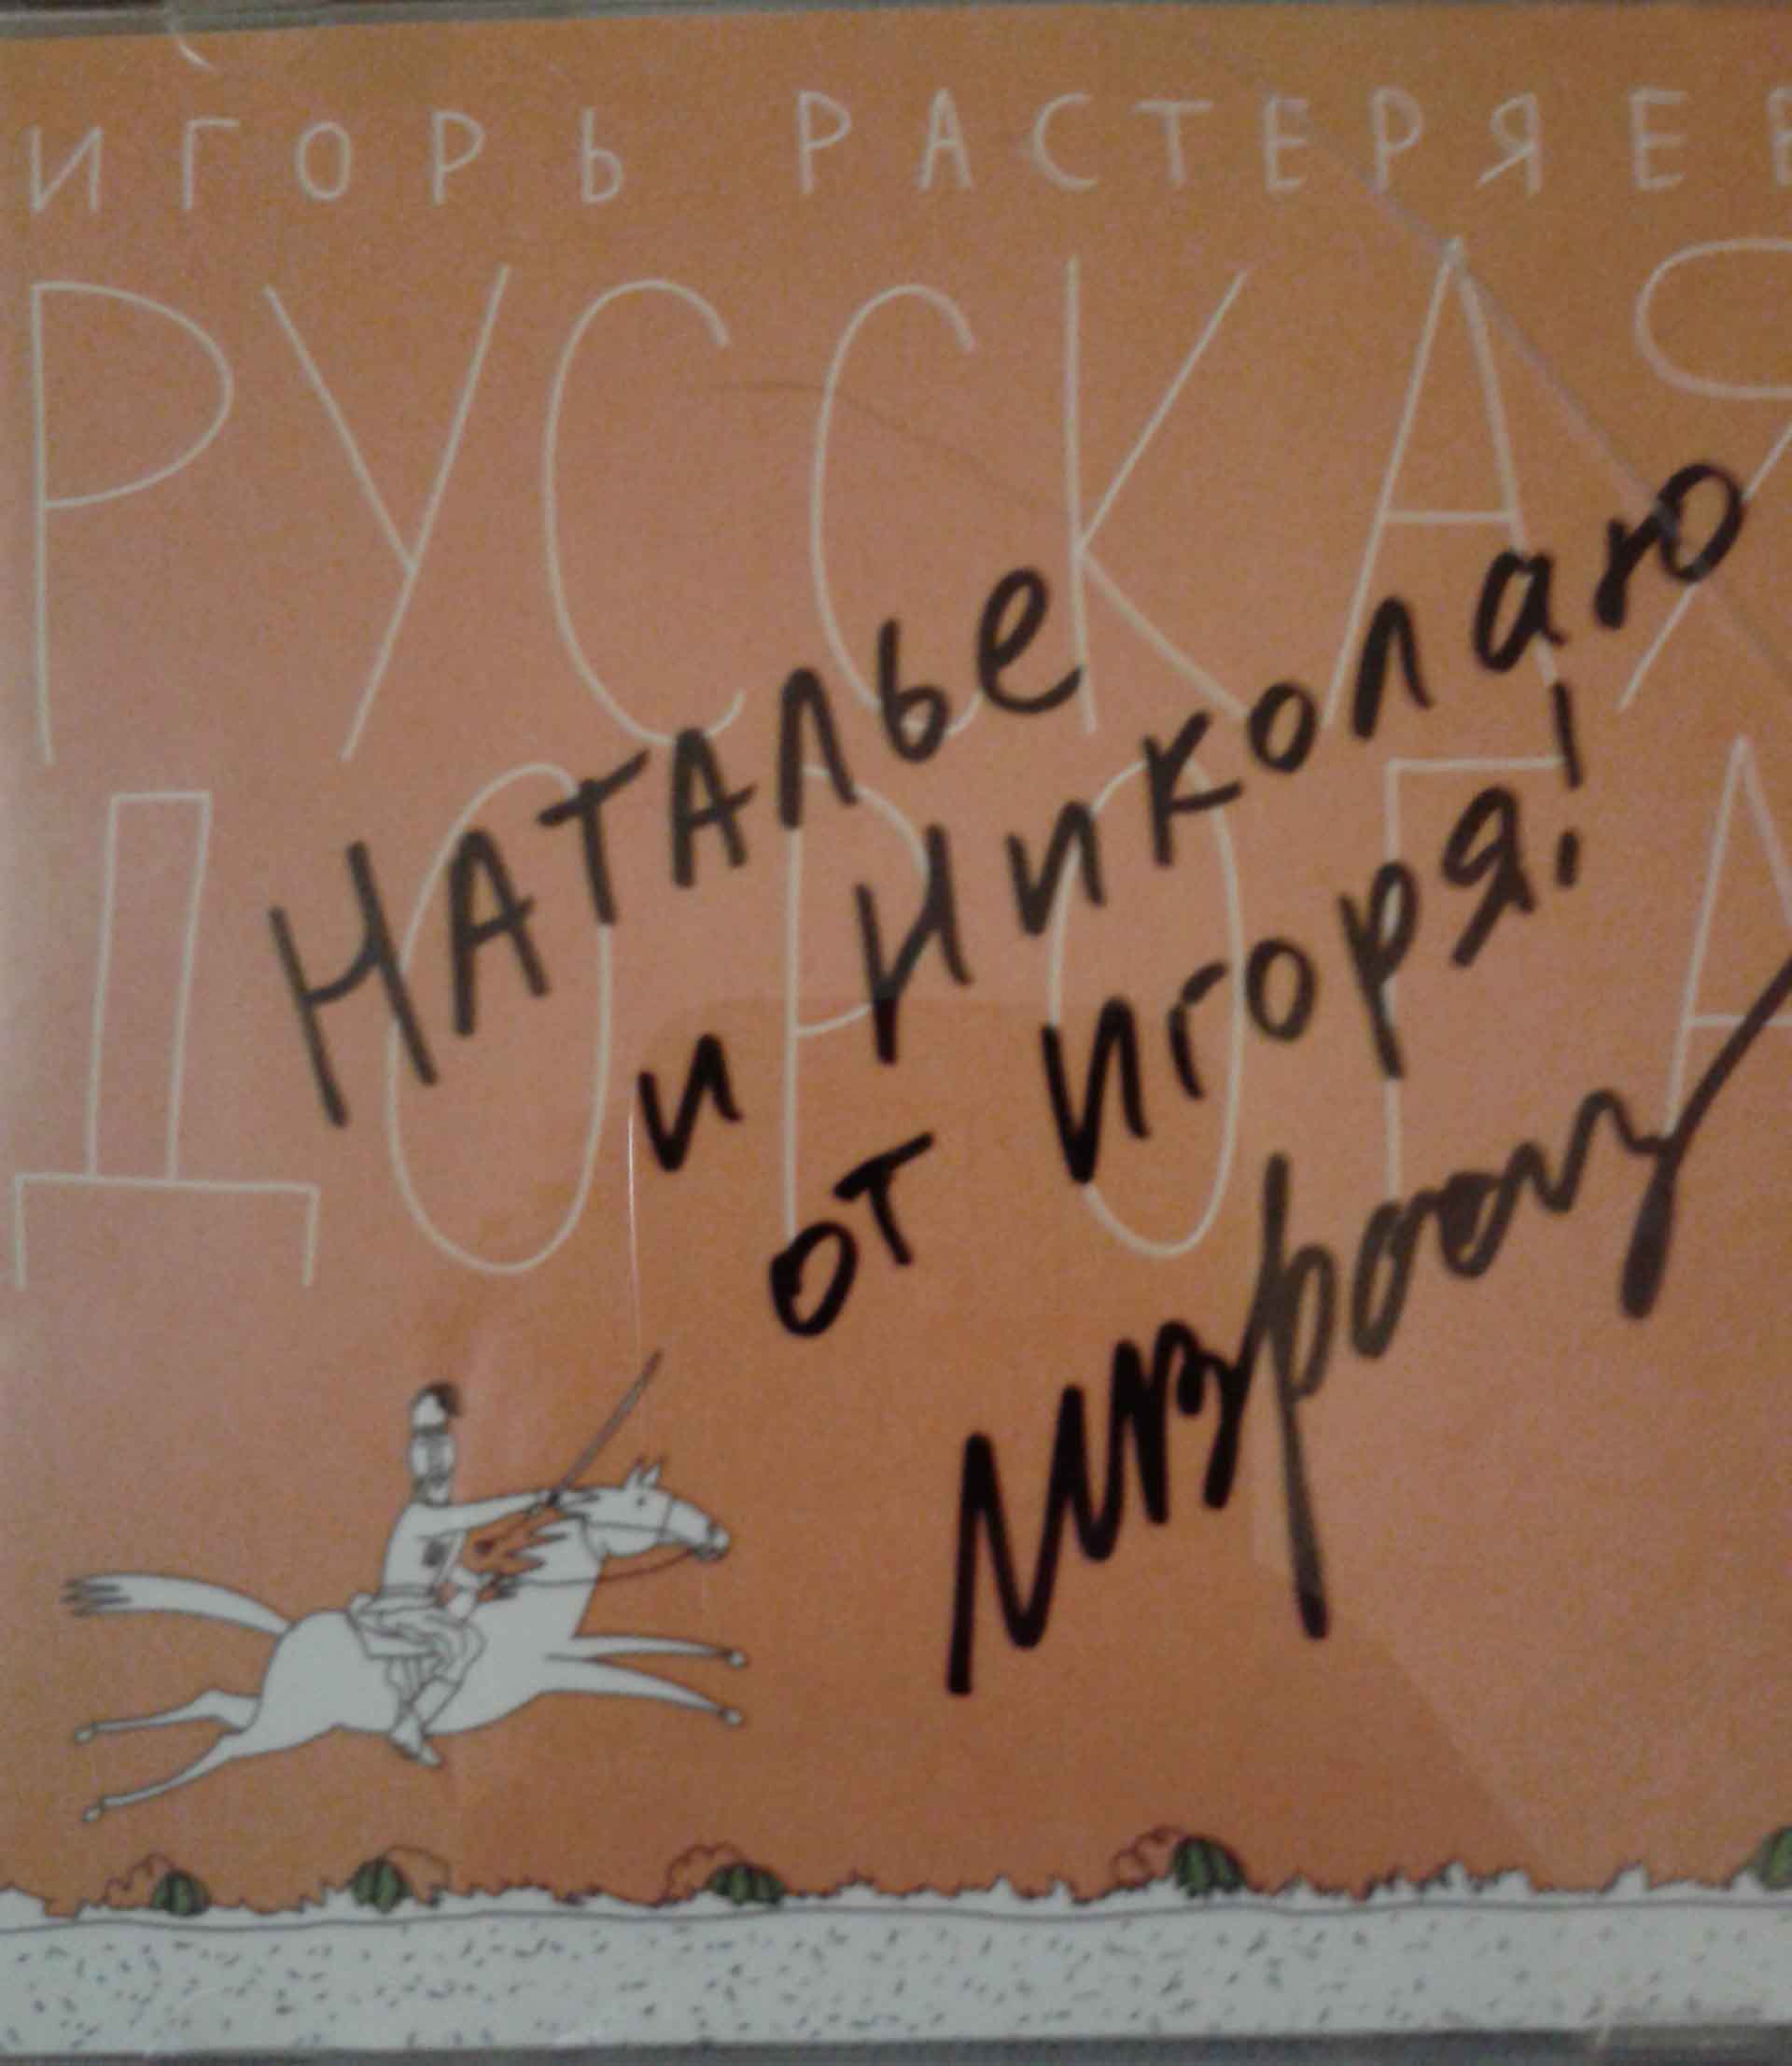 ИГОРЬ РАСТЕРЯЕВ
РУССКАЯ
ДОРОГА
Наталье
и Николаю
от Игоря!